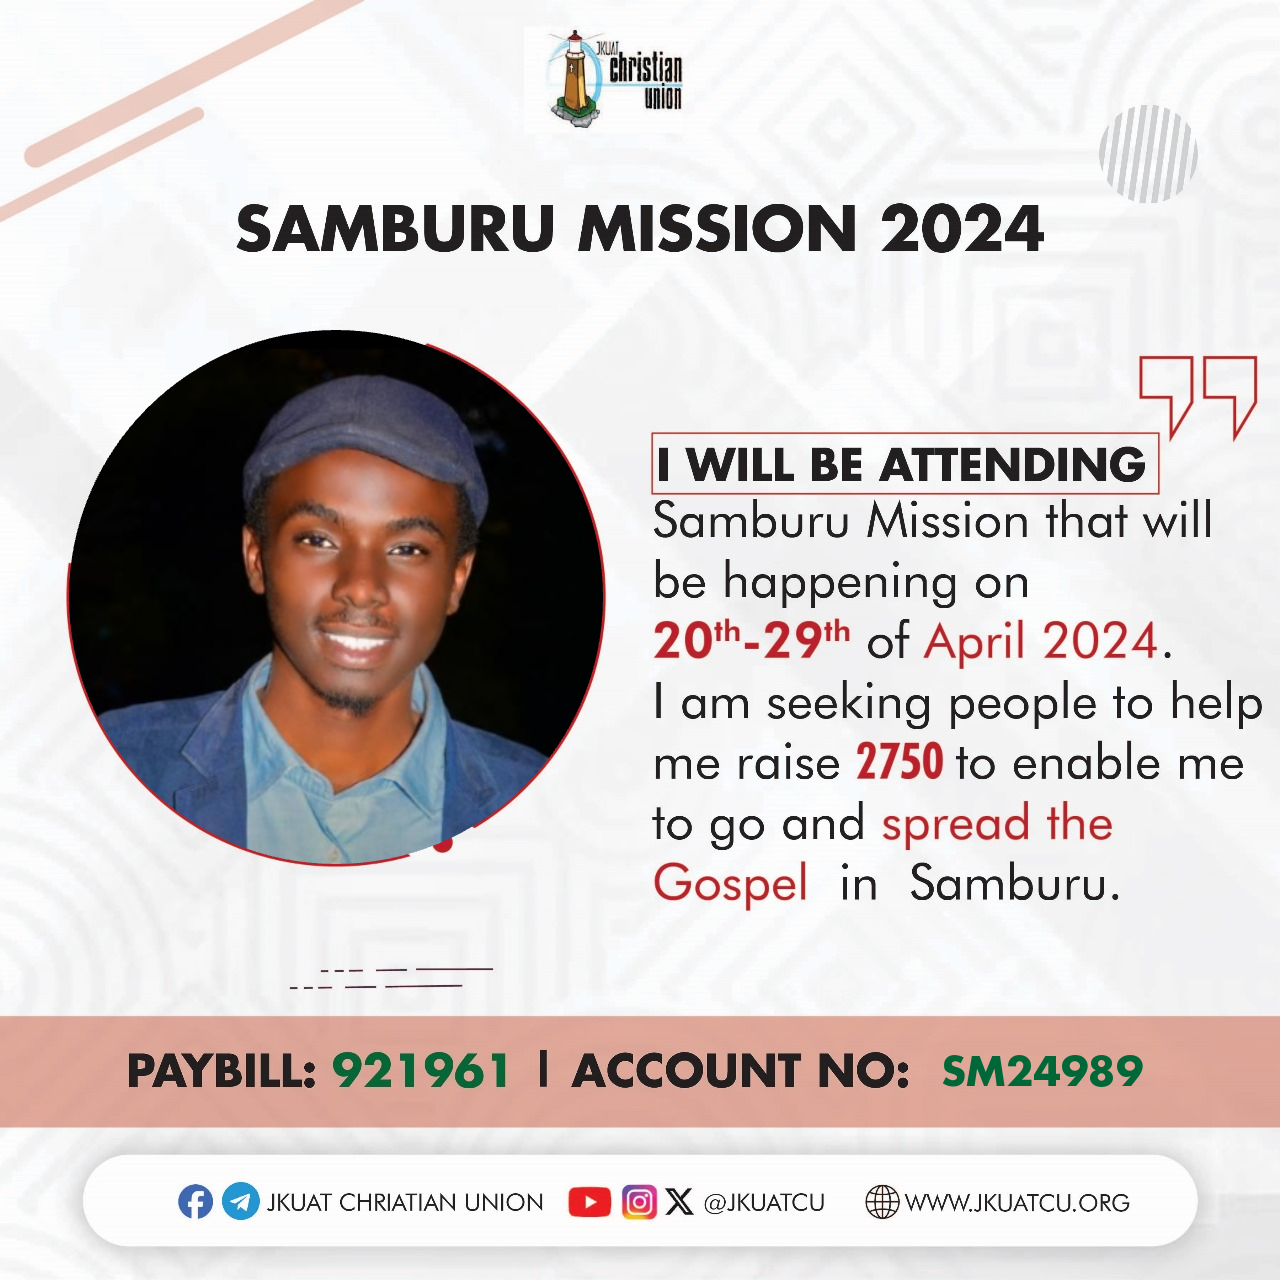 JKUAT
christian
union
SAMBURU MISSION 2024
I WILL BE ATTENDING
Samburu Mission that will
be happening on
20th-29th of April 2024.
I am seeking people to help
me raise 2750 to enable me
to go and spread the
Gospel in Samburu.
PAYBILL: 921961 | ACCOUNT NO: SM24989
JKUAT CHRIATIAN UNION @JKUATCU WWW.JKUATCU.ORG